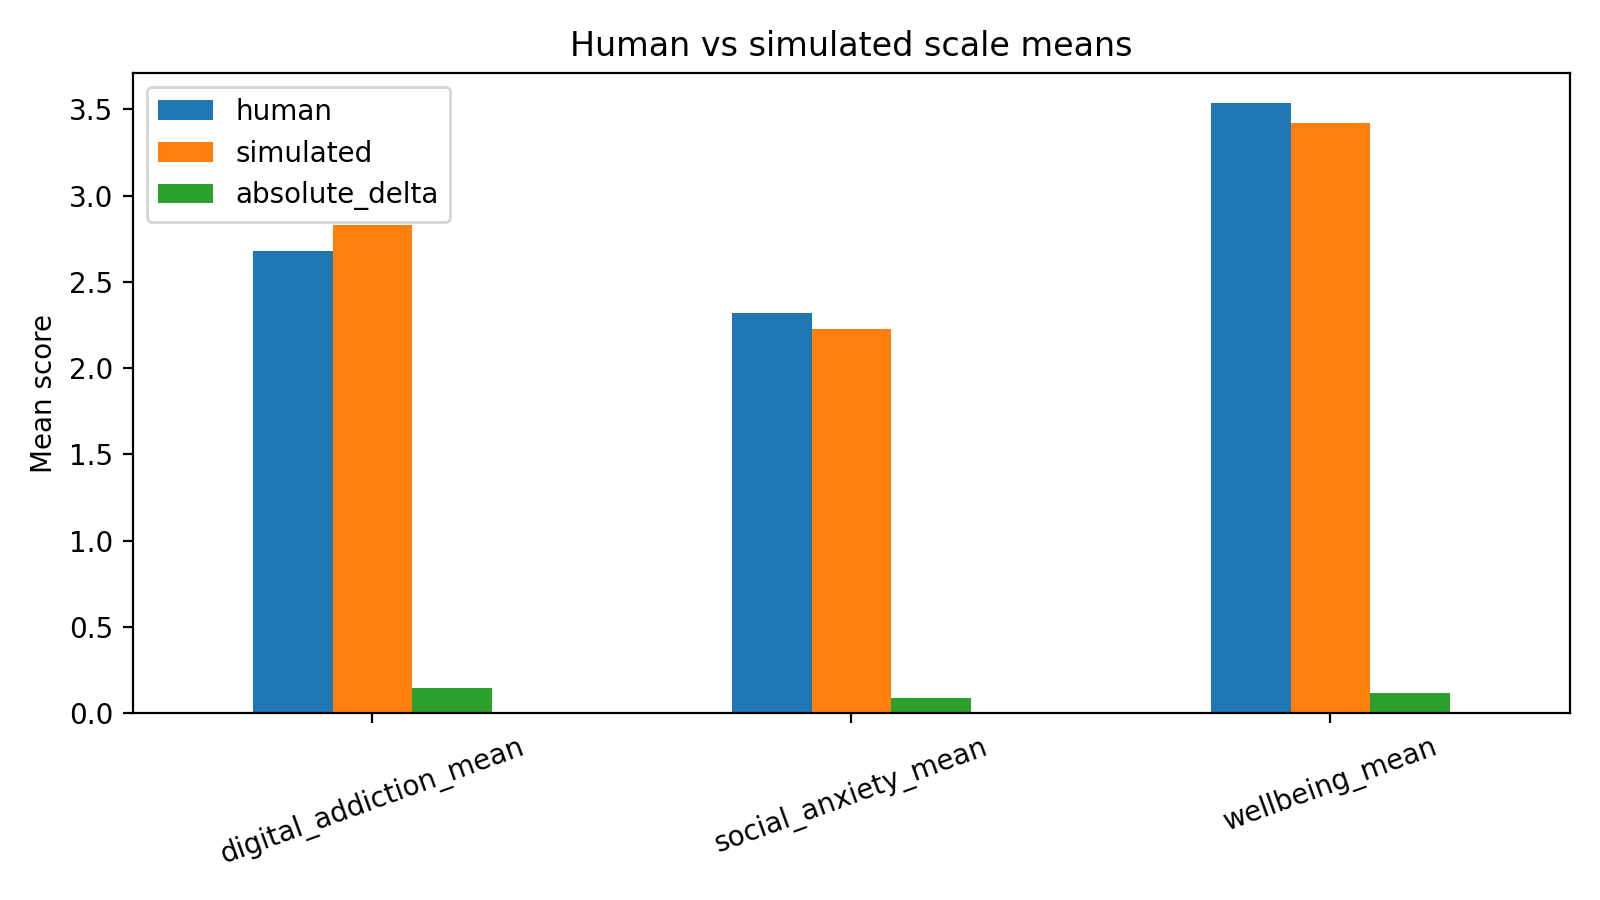 Human vs simulated scale means
human
simulated
absolute_delta
Mean score
3.5
3.0
2.5
2.0
1.5
1.0
0.5
0.0
digital_addiction_mean
social_anxiety_mean
wellbeing_mean